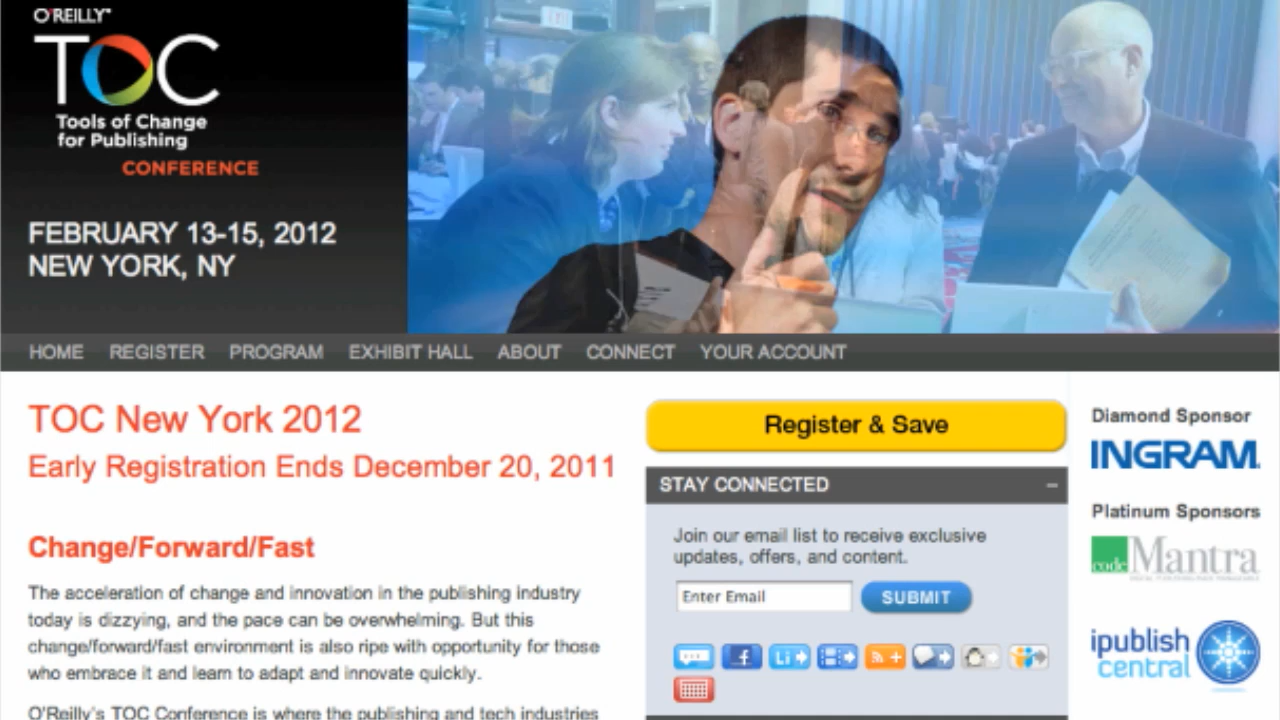 O'REILLY™
TOC
Tools of Change
for Publishing
CONFERENCE
FEBRUARY 13-15, 2012
NEW YORK, NY
HOME REGISTER PROGRAM EXHIBIT HALL ABOUT CONNECT YOUR ACCOUNT
TOC New York 2012
Early Registration Ends December 20, 2011
Change/Forward/Fast
The acceleration of change and innovation in the publishing industry
today is dizzying, and the pace can be overwhelming. But this
change/forward/fast environment is also ripe with opportunity for those
who embrace it and learn to adapt and innovate quickly.
O'Reilly's TOC Conference is where the publishing and tech industries
Register & Save
STAY CONNECTED
Join our email list to receive exclusive
updates, offers, and content.
Enter Email SUBMIT
Diamond Sponsor
INGRAM
Platinum Sponsors
codeMantra
ipublish
central